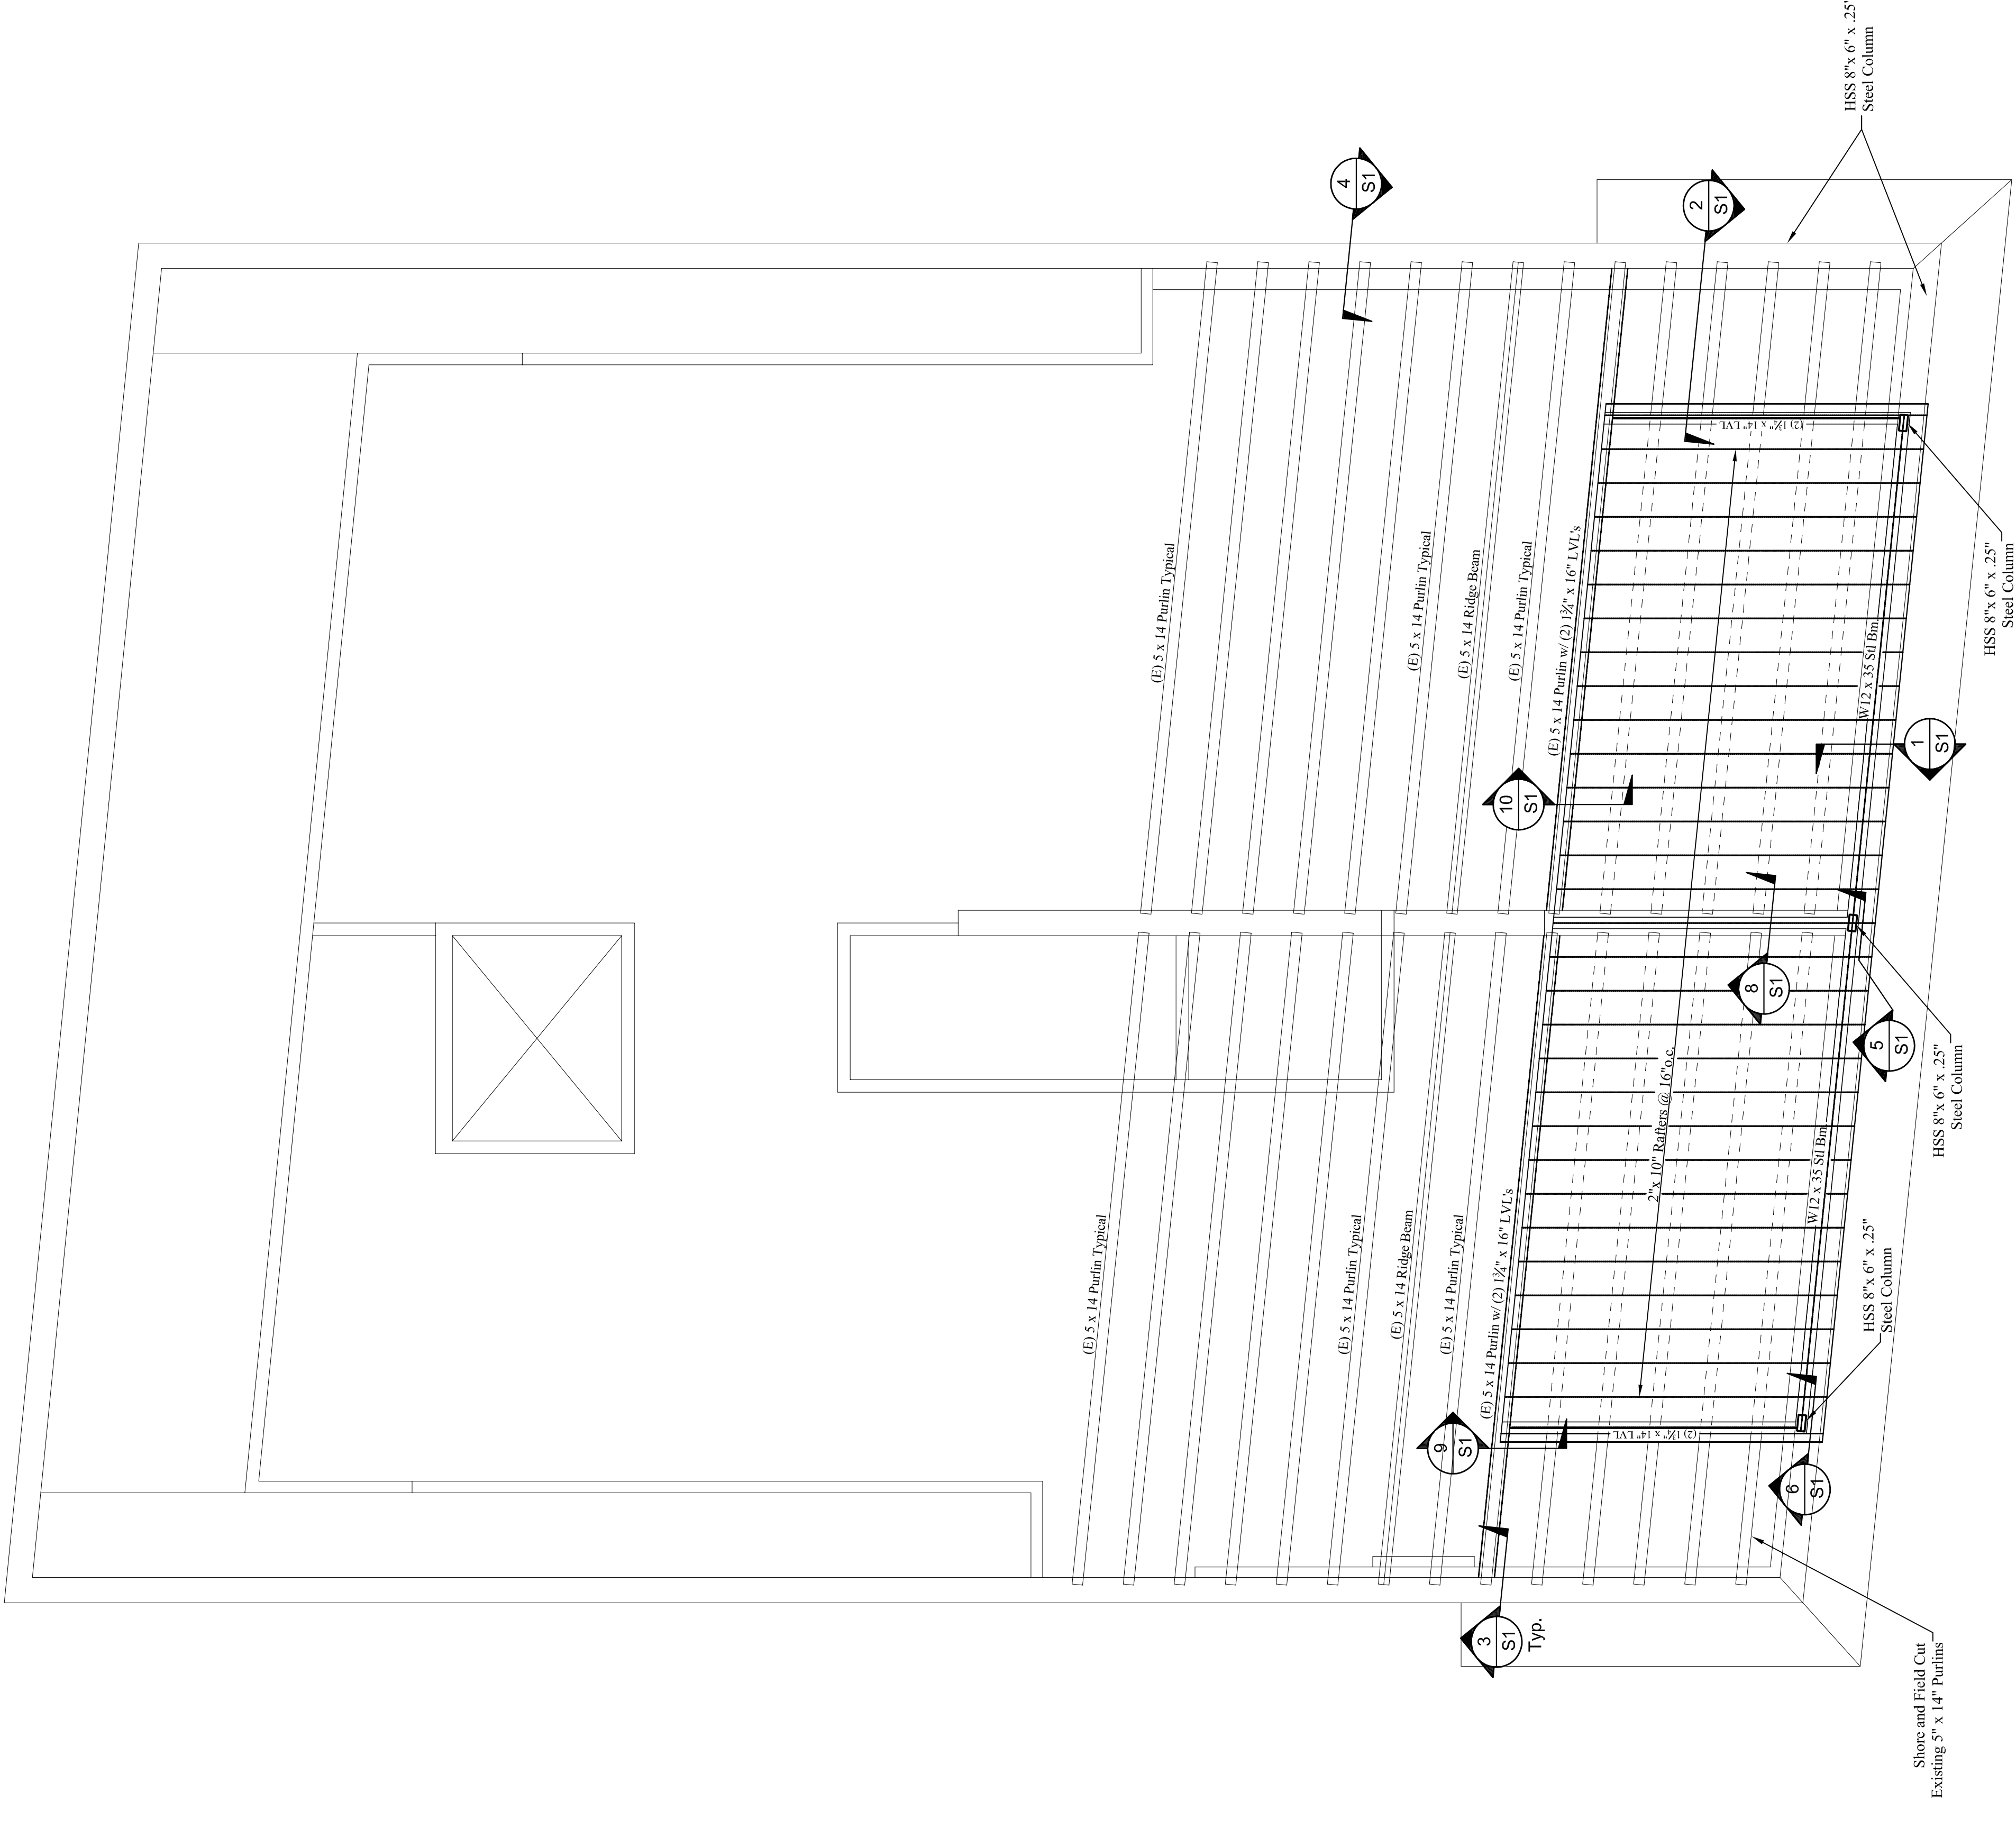 HSS 8"x 6" x .25"
Steel Column
4
S1
2
S1
(E) 5 x 14 Purlin Typical
(E) 5 x 14 Purlin Typical
(E) 5 x 14 Ridge Beam
(E) 5 x 14 Purlin Typical
(E) 5 x 14 Purlin w/ (2) 1¾" x 16" LVL's
(2) 1¾" x 14" LVL
HSS 8"x 6" x .25"
Steel Column
W12 x 35 Stl Bm.
1
S1
10
S1
8
S1
5
S1
HSS 8"x 6" x .25"
Steel Column
2"x 10" Rafters @ 16"o.c.
(E) 5 x 14 Purlin Typical
(E) 5 x 14 Purlin Typical
(E) 5 x 14 Ridge Beam
(E) 5 x 14 Purlin Typical
(E) 5 x 14 Purlin w/ (2) 1¾" x 16" LVL's
W12 x 35 Stl Bm.
HSS 8"x 6" x .25"
Steel Column
(2) 1¾" x 14" LVL
9
S1
6
S1
3
S1
Typ.
Shore and Field Cut
Existing 5" x 14" Purlins